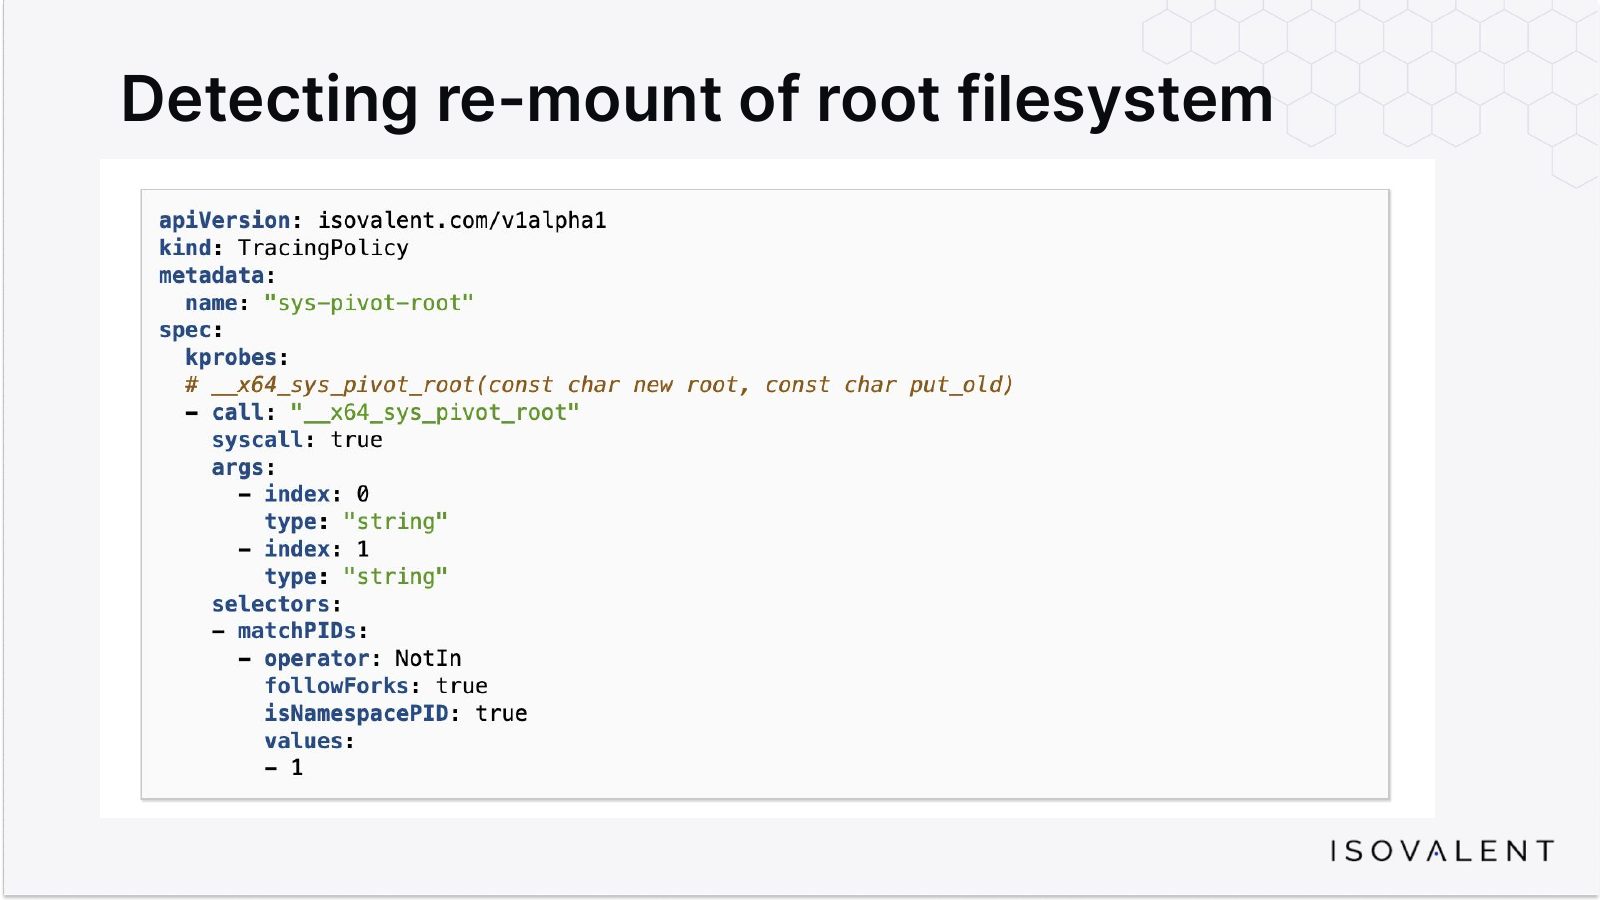 Detecting re-mount of root filesystem
apiVersion: isovalent.com/v1alpha1
kind: TracingPolicy
metadata:
  name: "sys-pivot-root"
spec:
  kprobes:
  # __x64_sys_pivot_root(const char new root, const char put_old)
  - call: "__x64_sys_pivot_root"
    syscall: true
    args:
      - index: 0
        type: "string"
      - index: 1
        type: "string"
    selectors:
    - matchPIDs:
      - operator: NotIn
        followForks: true
        isNamespacePID: true
        values:
        - 1
ISOVALENT